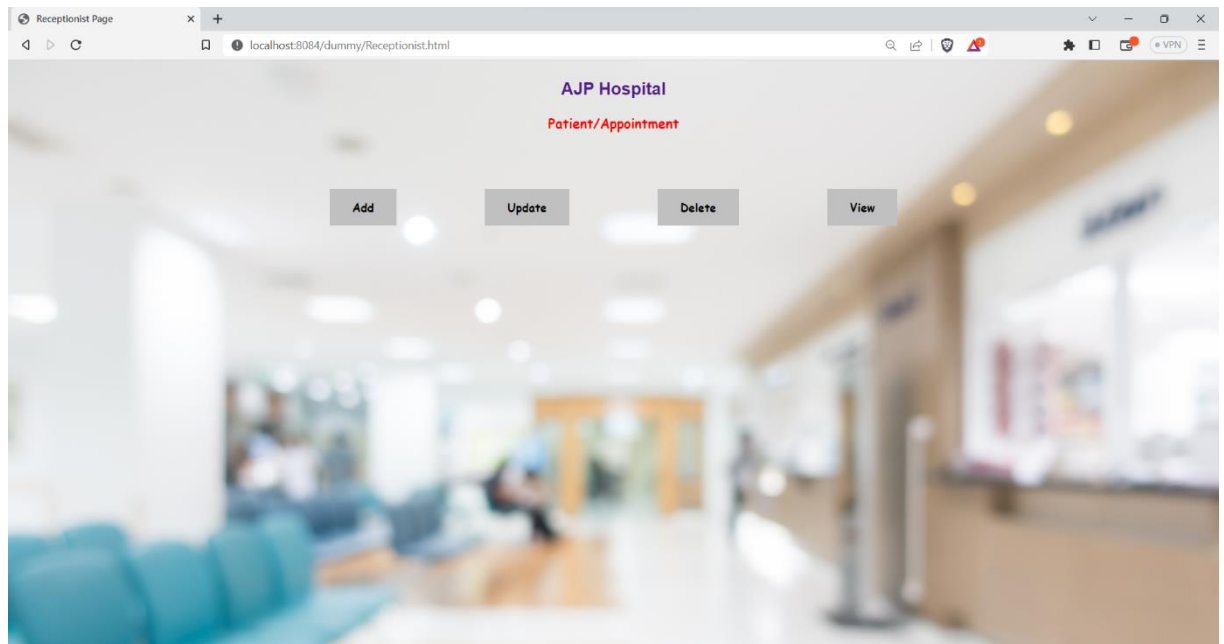 Receptionist Page
localhost:8084/dummy/Receptionist.html
VPN
AJP Hospital
Patient/Appointment
Add Update Delete View